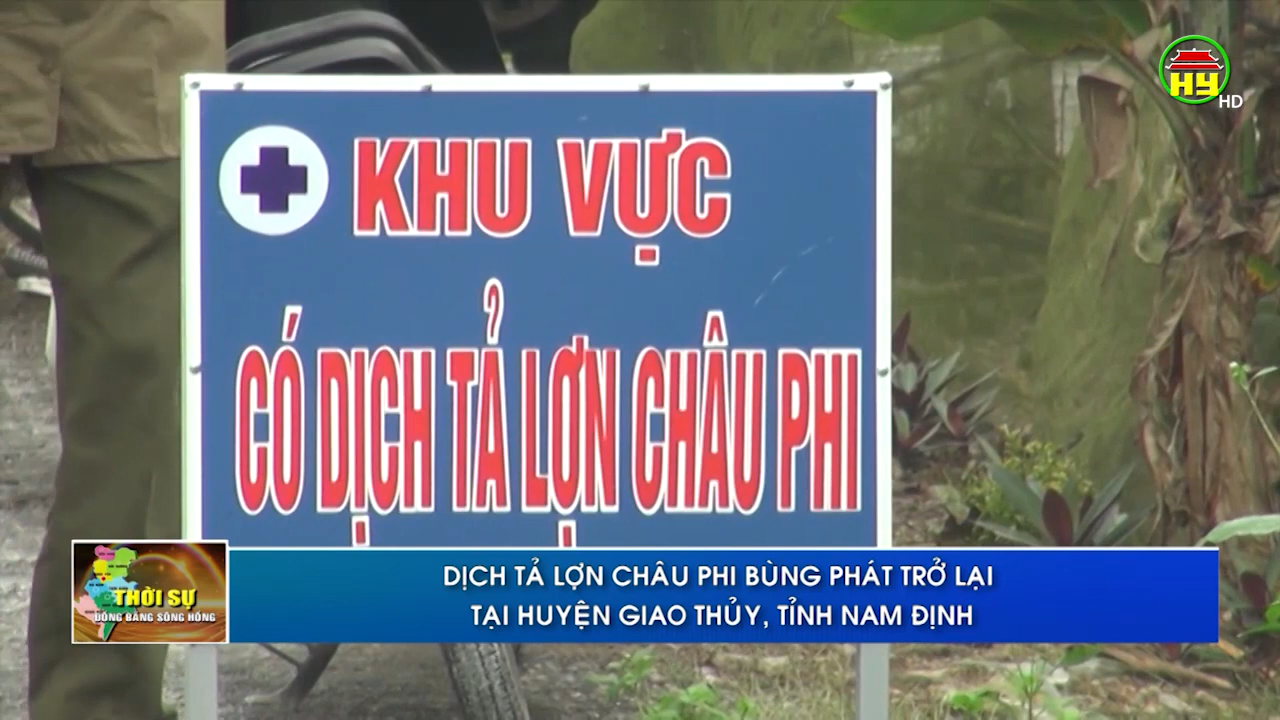 HY
HD
KHU VỰC
CÓ DỊCH TẢ LỢN CHÂU PHI
THỜI SỰ
ĐỒNG BẰNG SÔNG HỒNG
DỊCH TẢ LỢN CHÂU PHI BÙNG PHÁT TRỞ LẠI
TẠI HUYỆN GIAO THỦY, TỈNH NAM ĐỊNH